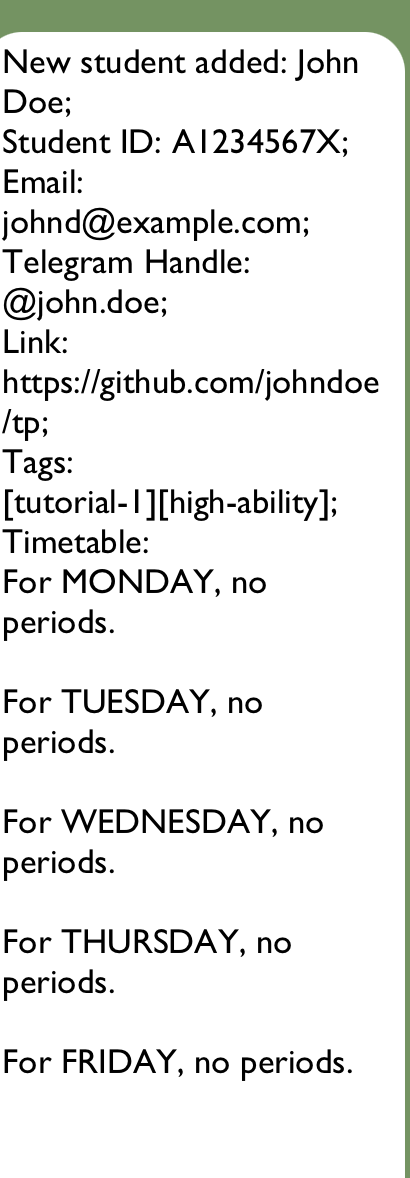 New student added: John
Doe;
Student ID: A1234567X;
Email:
johnd@example.com;
Telegram Handle:
@john.doe;
Link:
https://github.com/johndoe
/tp;
Tags:
[tutorial-1][high-ability];
Timetable:
For MONDAY, no
periods.

For TUESDAY, no
periods.

For WEDNESDAY, no
periods.

For THURSDAY, no
periods.

For FRIDAY, no periods.